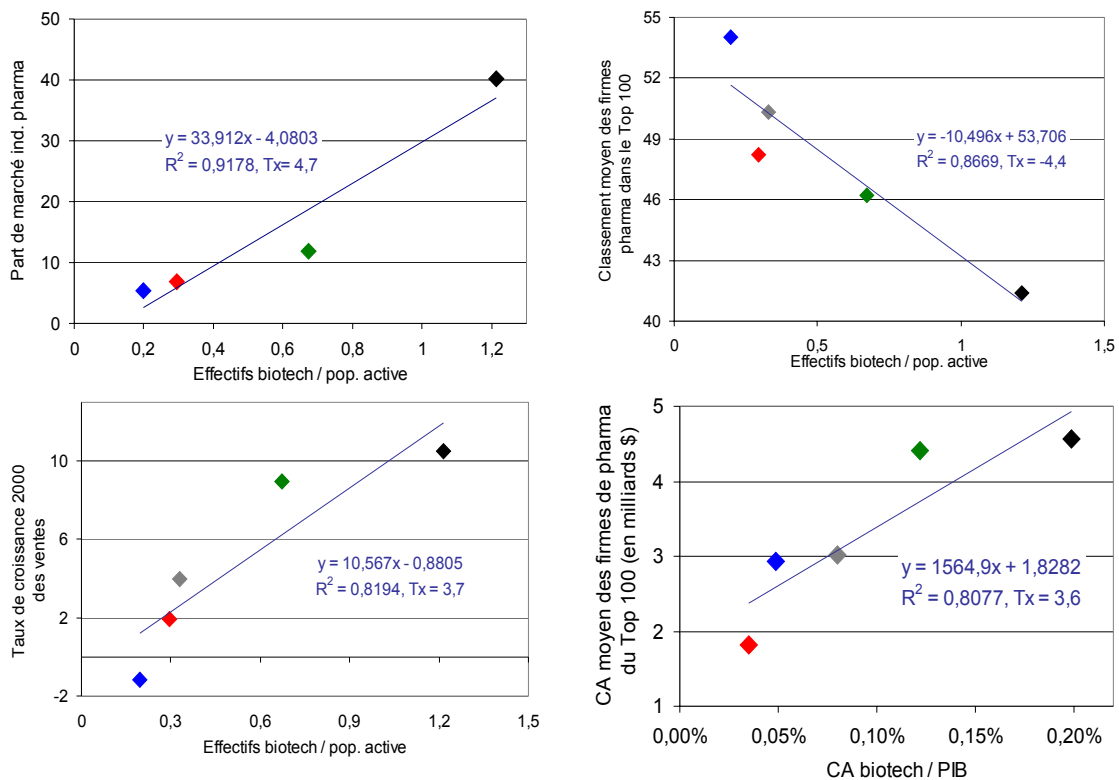 Part de marché ind. pharma
50
40
30
20
10
0
y = 33,912x - 4,0803
R² = 0,9178, Tx= 4,7
0 0,2 0,4 0,6 0,8 1 1,2
Effectifs biotech / pop. active
Classement moyen des firmes
pharma dans le Top 100
55
52
49
46
43
40
y = -10,496x + 53,706
R² = 0,8669, Tx = -4,4
0 0,5 1 1,5
Effectifs biotech / pop. active
Taux de croissance 2000
des ventes
10
6
2
-2
y = 10,567x - 0,8805
R² = 0,8194, Tx = 3,7
0 0,3 0,6 0,9 1,2 1,5
Effectifs biotech / pop. active
CA moyen des firmes de pharma
du Top 100 (en milliards $)
5
4
3
2
1
y = 1564,9x + 1,8282
R² = 0,8077, Tx = 3,6
0,00% 0,05% 0,10% 0,15% 0,20%
CA biotech / PIB